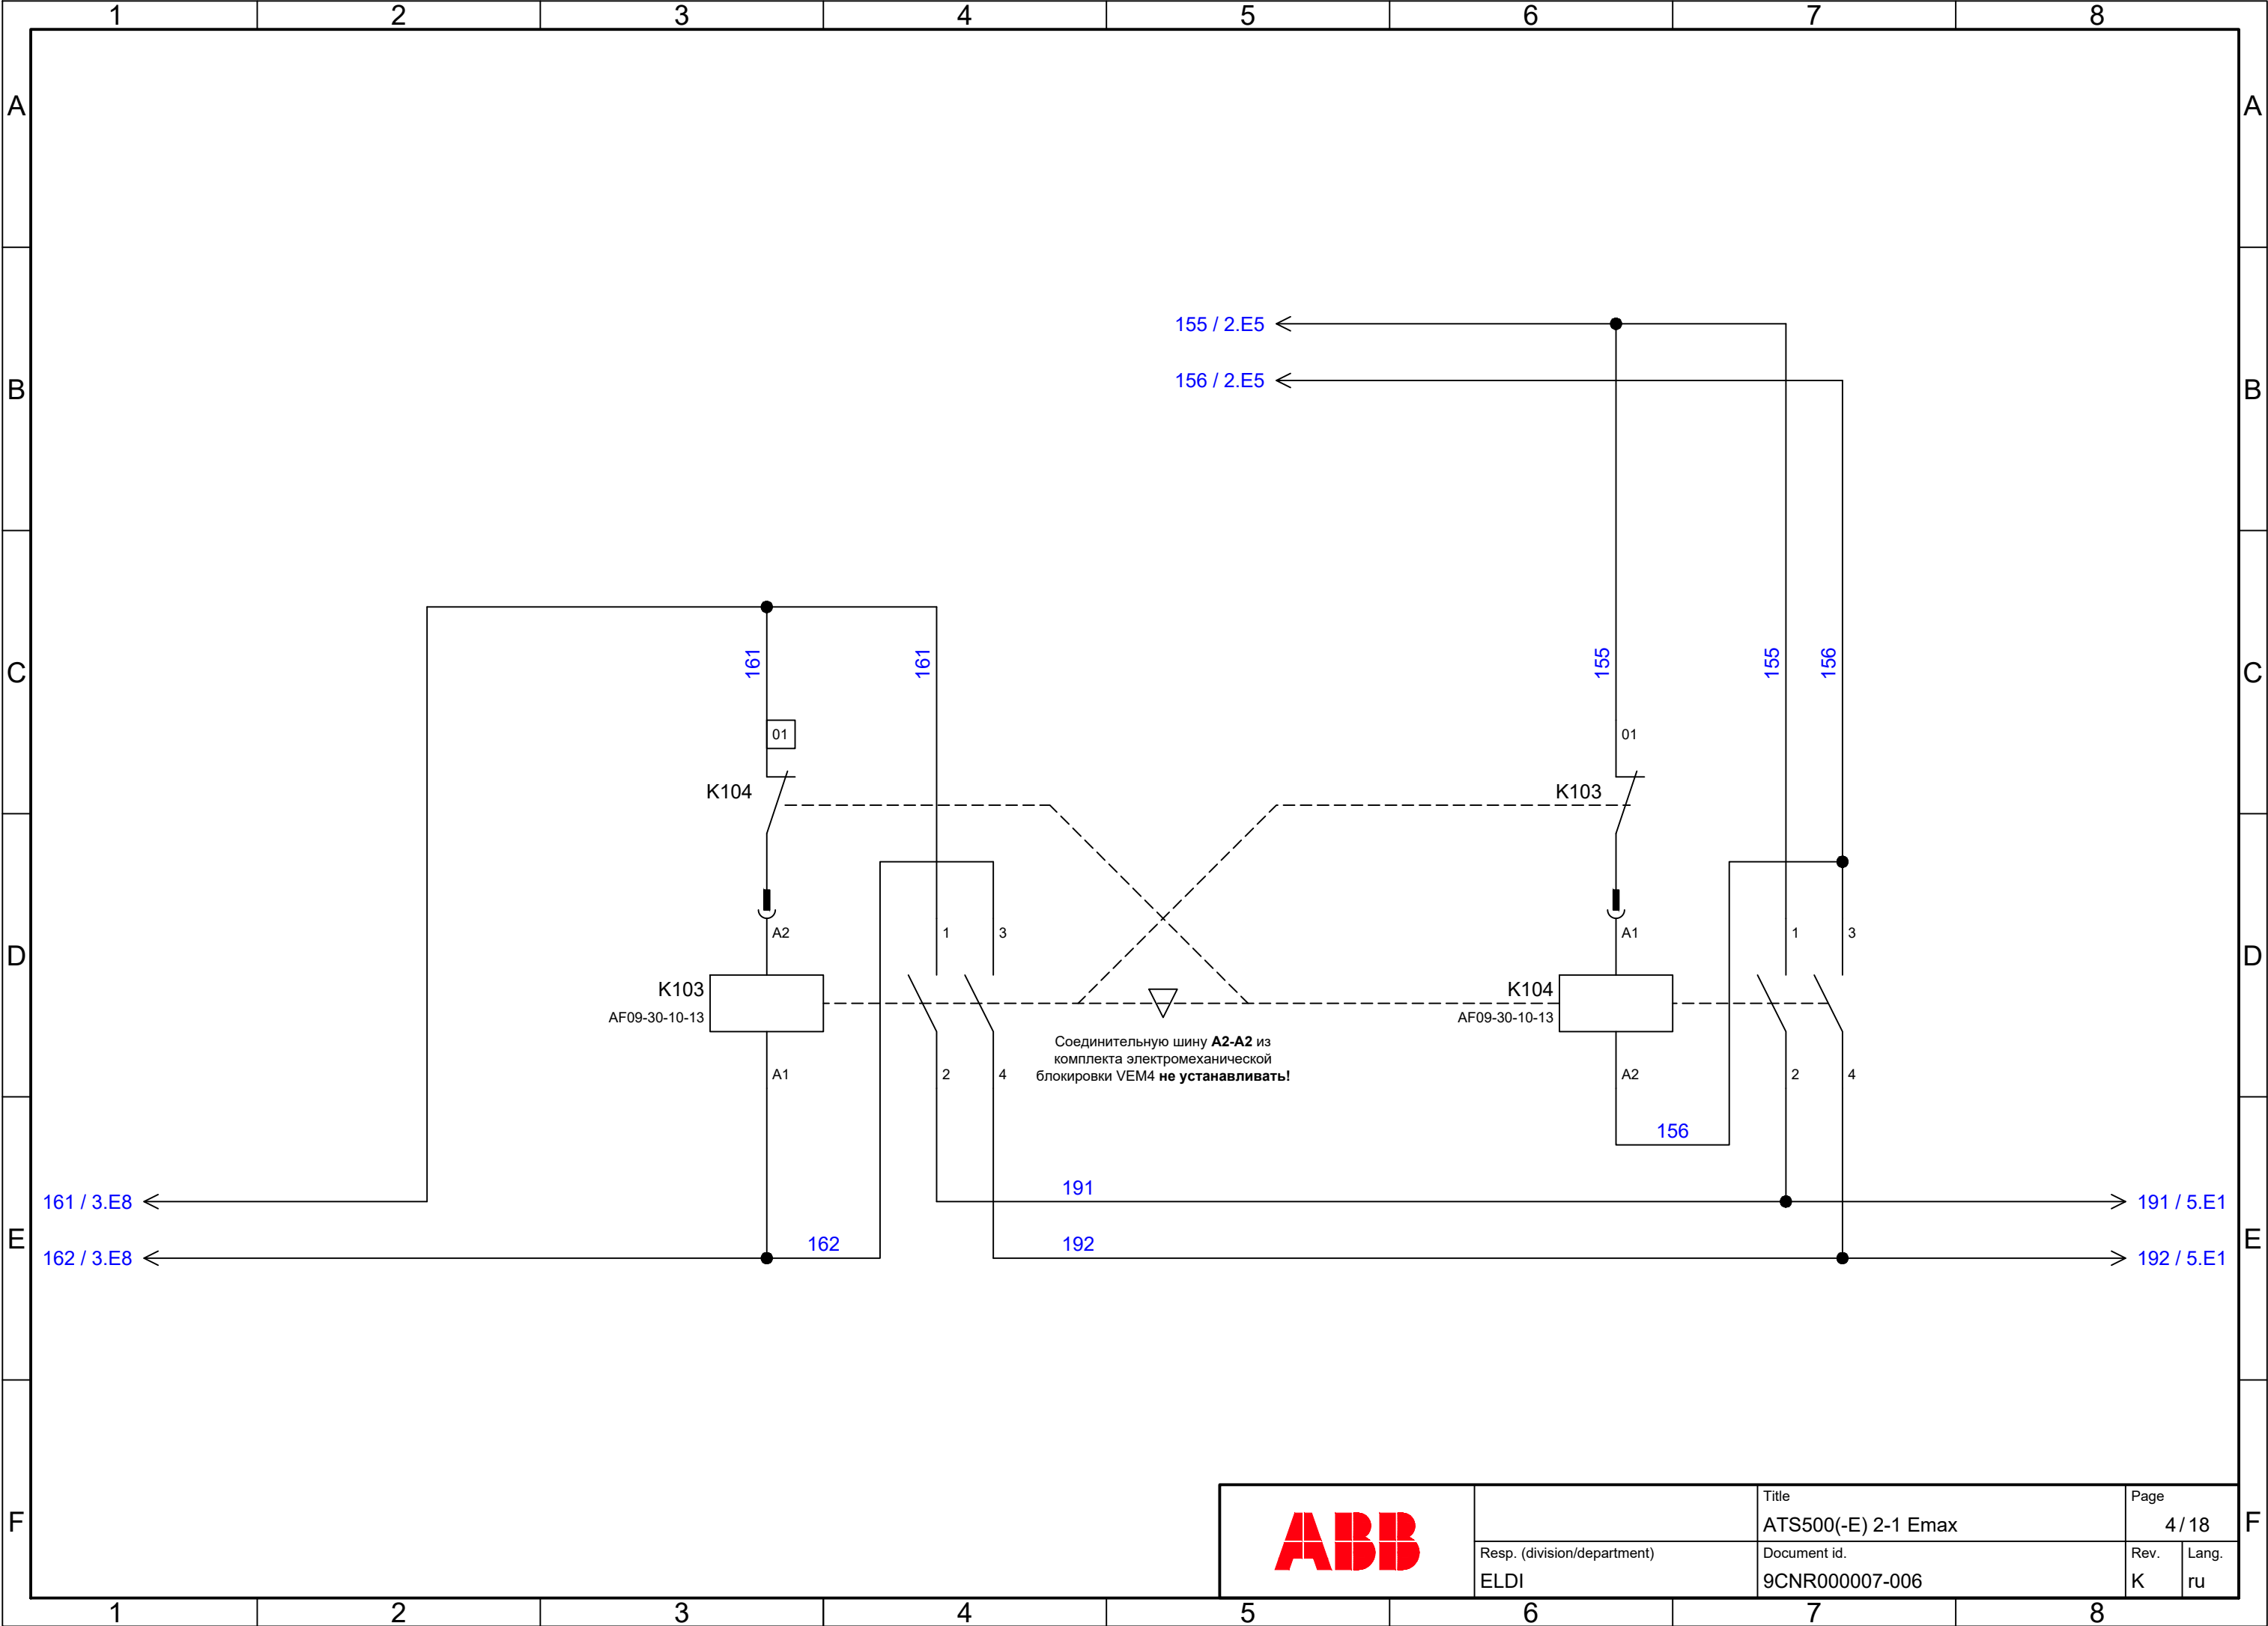 1 2 3 4 5 6 7 8
A A
155 / 2.E5
156 / 2.E5
B B
161 161 155 155 156
C C
01 01
K104 K103
A2 1 3 A1 1 3
D D
K103 K104
AF09-30-10-13 AF09-30-10-13
Соединительную шину A2-A2 из
комплекта электромеханической
блокировки VEM4 не устанавливать!
A1 2 4 A2 2 4
156
191
161 / 3.E8 191 / 5.E1
E E
162 192
162 / 3.E8 192 / 5.E1
F F
ABB
Title
ATS500(-E) 2-1 Emax
Page
4 / 18
Resp. (division/department)
ELDI
Document id.
9CNR000007-006
Rev.
K
Lang.
ru
1 2 3 4 5 6 7 8